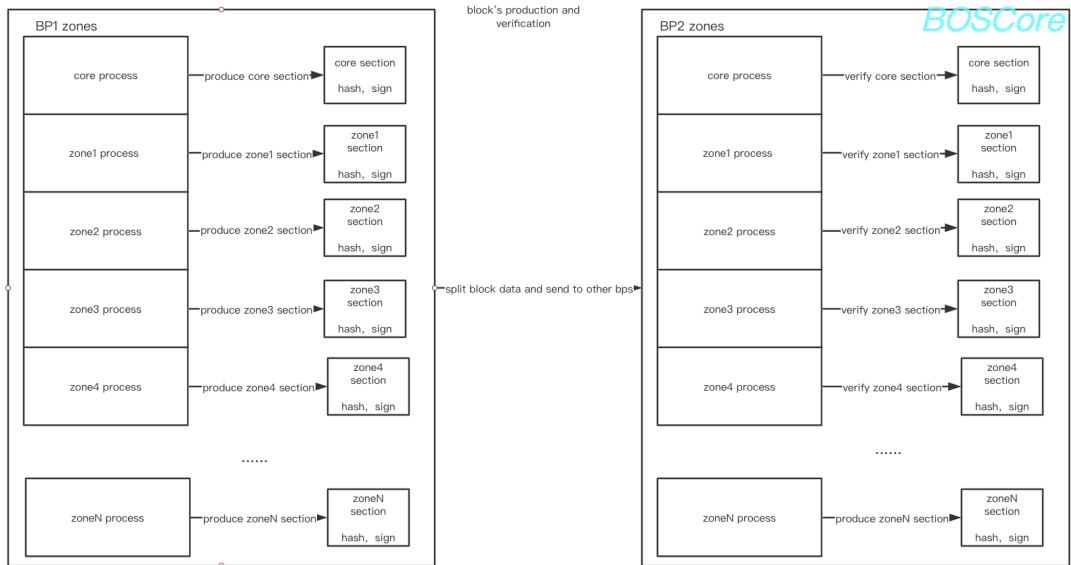 block's production and
verification
BOSCore
BP1 zones
core process
produce core section
core section
hash, sign
zone1 process
produce zone1 section
zone1
section
hash, sign
zone2 process
produce zone2 section
zone2
section
hash, sign
zone3 process
produce zone3 section
zone3
section
hash, sign
zone4 process
produce zone4 section
zone4
section
hash, sign
......
zoneN process
produce zoneN section
zoneN
section
hash, sign
split block data and send to other bps
BP2 zones
core process
verify core section
core section
hash, sign
zone1 process
verify zone1 section
zone1
section
hash, sign
zone2 process
verify zone2 section
zone2
section
hash, sign
zone3 process
verify zone3 section
zone3
section
hash, sign
zone4 process
verify zone4 section
zone4
section
hash, sign
......
zoneN process
produce zoneN section
zoneN
section
hash, sign